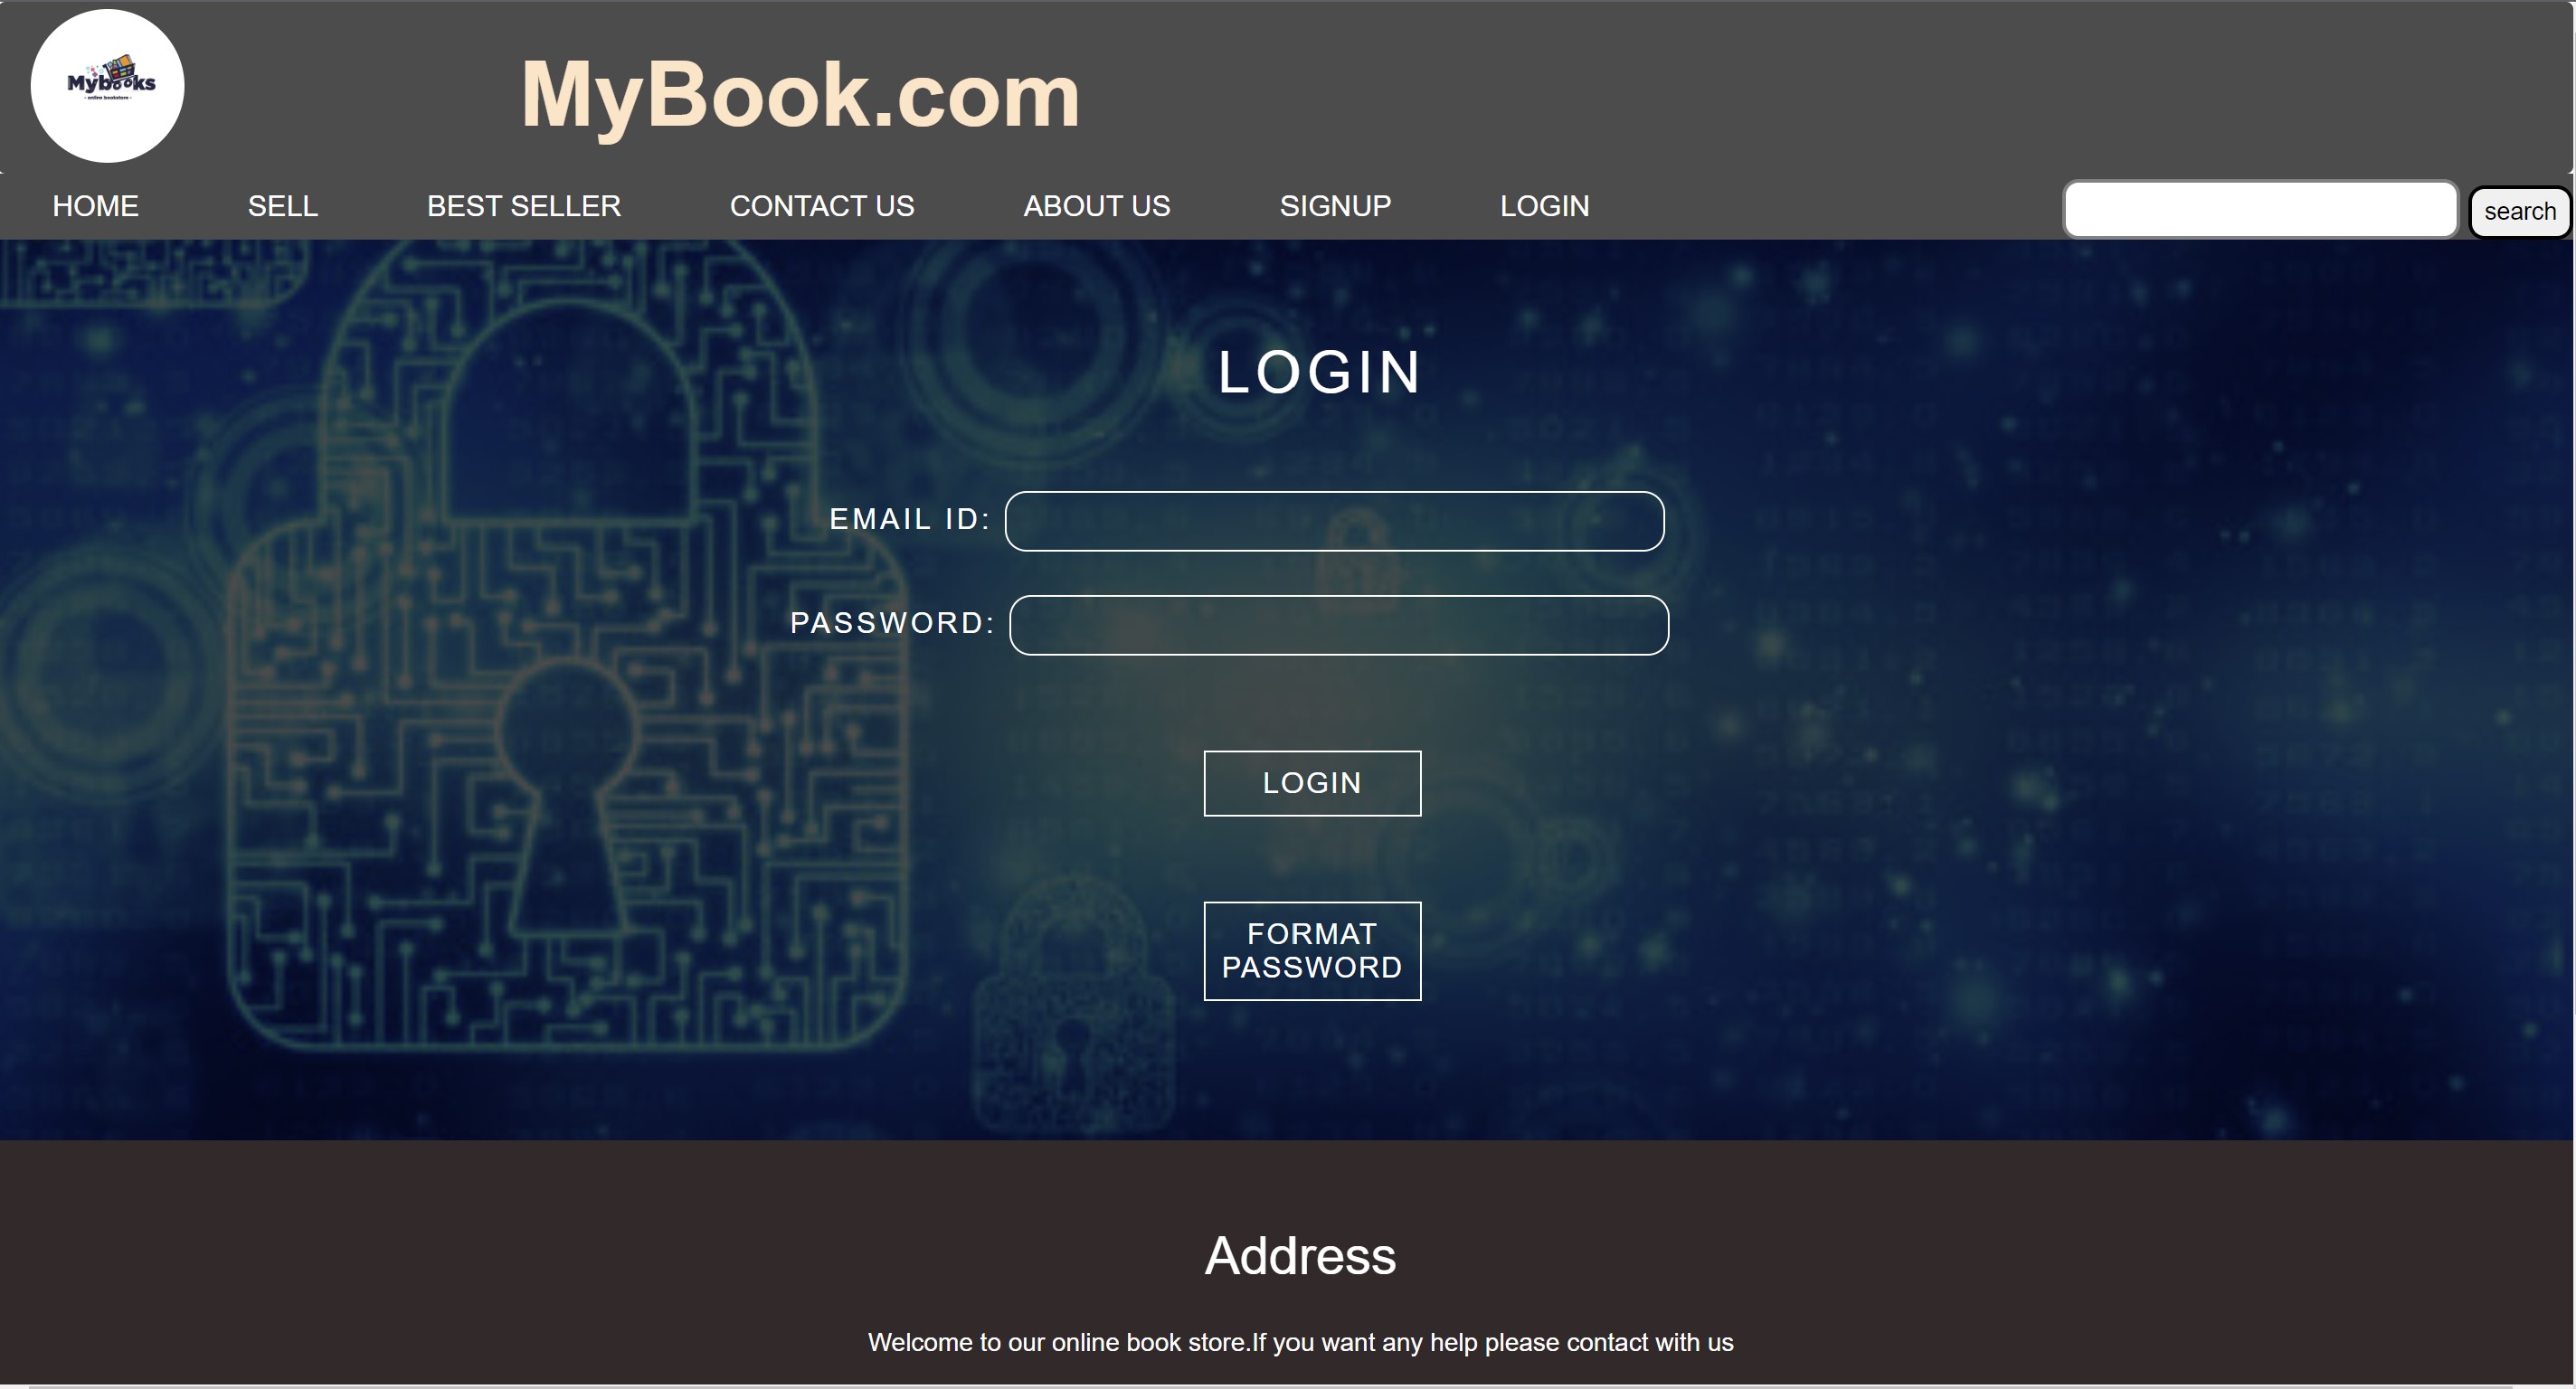 Mybooks
- online bookstore -
MyBook.com
HOME SELL BEST SELLER CONTACT US ABOUT US SIGNUP LOGIN search
LOGIN
EMAIL ID:
PASSWORD:
LOGIN
FORMAT
PASSWORD
Address
Welcome to our online book store.If you want any help please contact with us